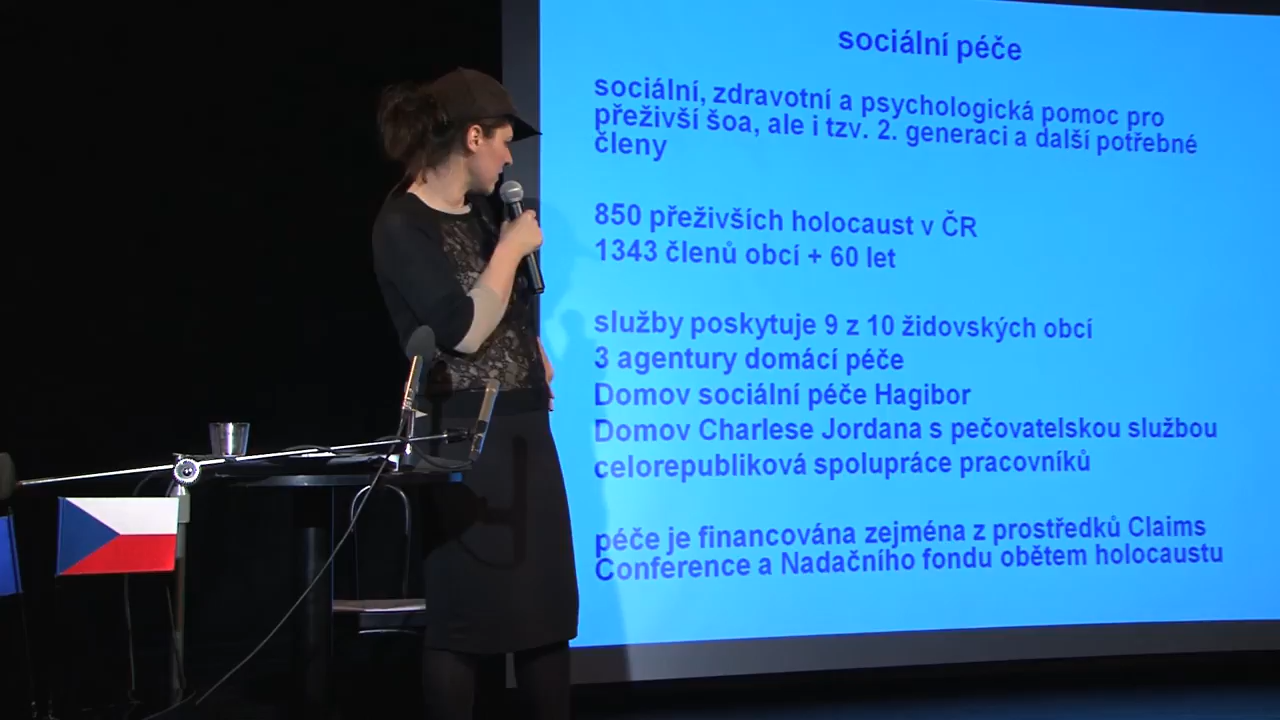 sociální péče
sociální, zdravotní a psychologická pomoc pro
přeživší šoa, ale i tzv. 2. generaci a další potřebné
členy
850 přeživších holocaust v ČR
1343 členů obcí + 60 let
služby poskytuje 9 z 10 židovských obcí
3 agentury domácí péče
Domov sociální péče Hagibor
Domov Charlese Jordana s pečovatelskou službou
celorepubliková spolupráce pracovníků
péče je financována zejména z prostředků Claims
Conference a Nadačního fondu obětem holocaustu